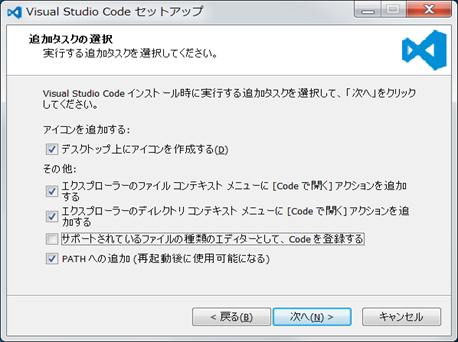 Visual Studio Code セットアップ
追加タスクの選択
実行する追加タスクを選択してください。
Visual Studio Code インストール時に実行する追加タスクを選択して、「次へ」をクリック
してください。
アイコンを追加する:
デスクトップ上にアイコンを作成する(D)
その他:
エクスプローラーのファイル コンテキスト メニューに [Code で開く] アクションを追加
する
エクスプローラーのディレクトリ コンテキスト メニューに [Code で開く] アクションを追
加する
サポートされているファイルの種類のエディターとして、Code を登録する
PATH への追加 (再起動後に使用可能になる)
< 戻る(B)
次へ(N) >
キャンセル